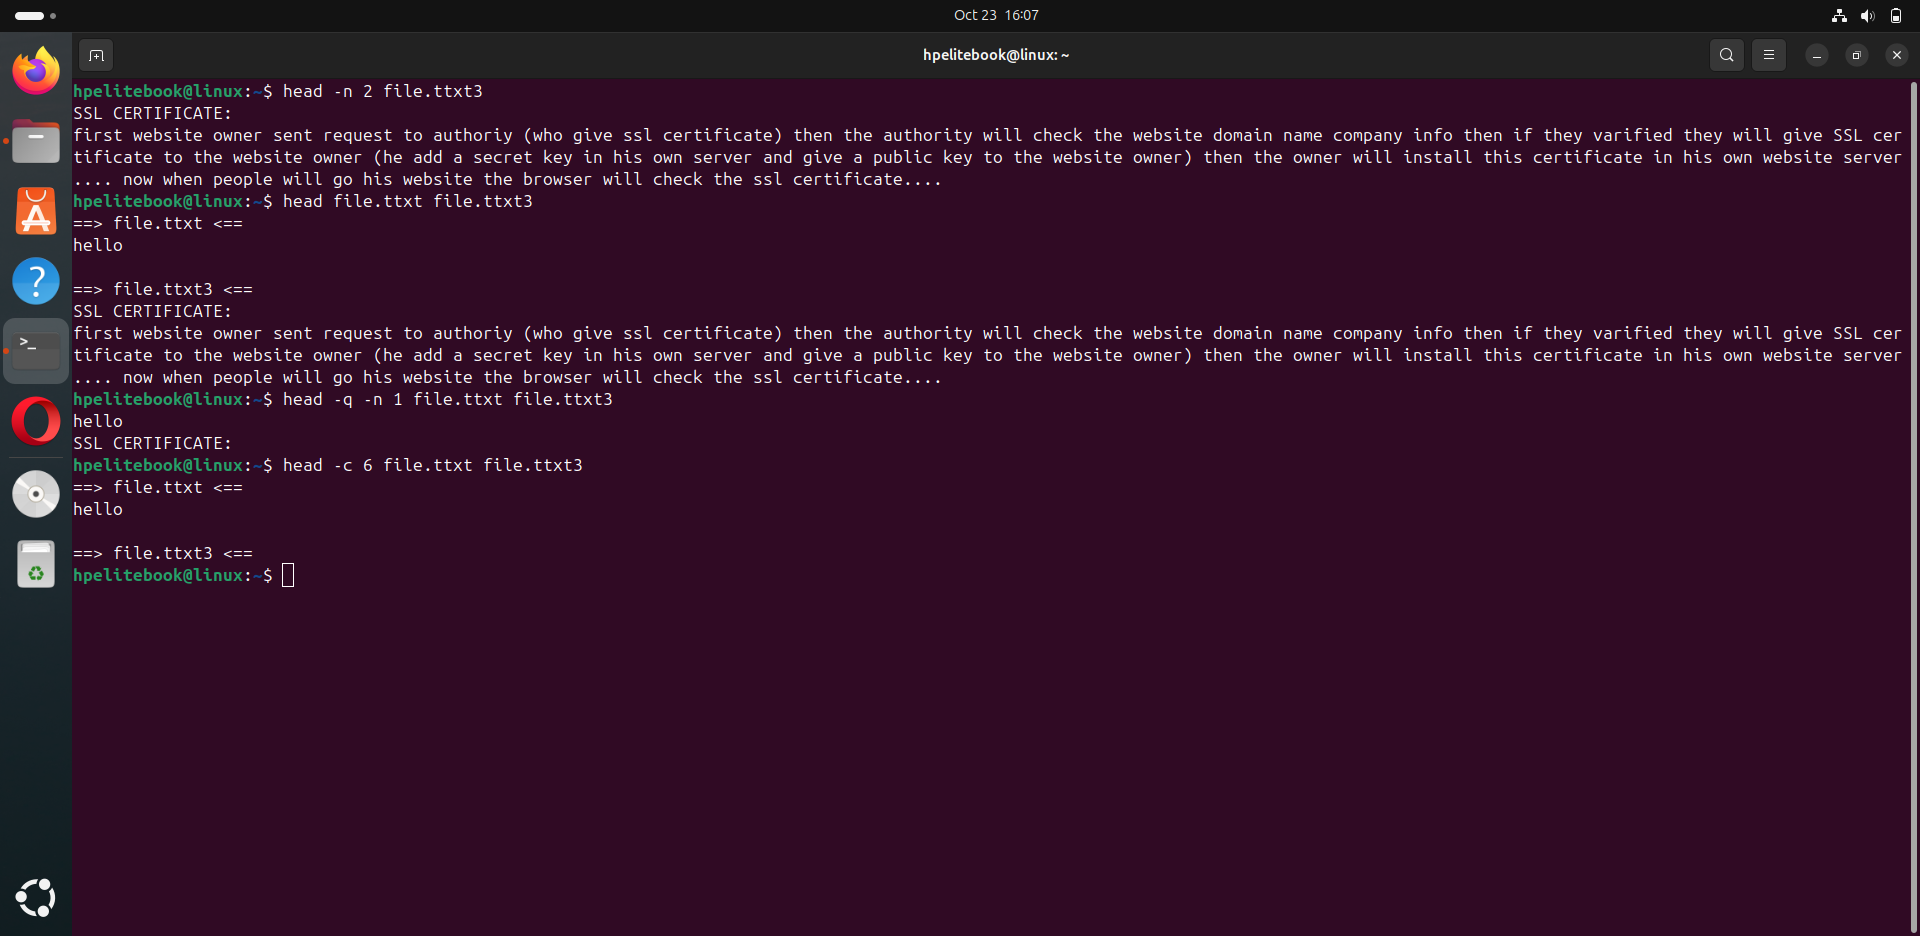 Oct 23 16:07
hpelitebook@linux: ~
hpelitebook@linux:~$ head -n 2 file.ttxt3
SSL CERTIFICATE:
first website owner sent request to authoriy (who give ssl certificate) then the authority will check the website domain name company info then if they varified they will give SSL cer
tificate to the website owner (he add a secret key in his own server and give a public key to the website owner) then the owner will install this certificate in his own website server
.... now when people will go his website the browser will check the ssl certificate....
hpelitebook@linux:~$ head file.ttxt file.ttxt3
==> file.ttxt <==
hello
==> file.ttxt3 <==
SSL CERTIFICATE:
first website owner sent request to authoriy (who give ssl certificate) then the authority will check the website domain name company info then if they varified they will give SSL cer
tificate to the website owner (he add a secret key in his own server and give a public key to the website owner) then the owner will install this certificate in his own website server
.... now when people will go his website the browser will check the ssl certificate....
hpelitebook@linux:~$ head -q -n 1 file.ttxt file.ttxt3
hello
SSL CERTIFICATE:
hpelitebook@linux:~$ head -c 6 file.ttxt file.ttxt3
==> file.ttxt <==
hello
==> file.ttxt3 <==
hpelitebook@linux:~$